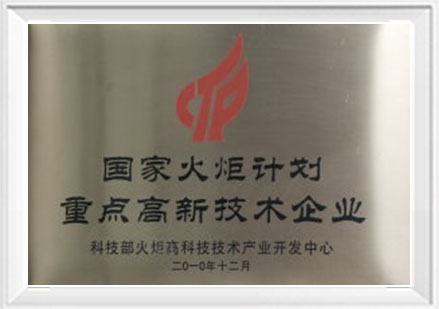 CTP
国家火炬计划
重点高新技术企业
科技部火炬高科技技术产业开发中心
二〇一〇年十二月